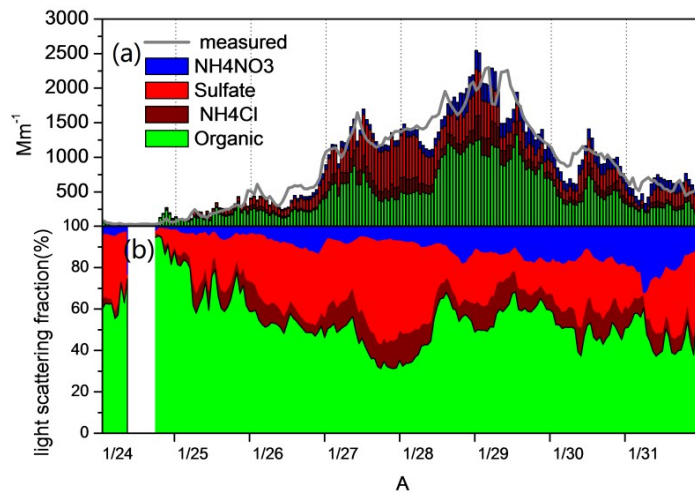 3000
2500
2000
1500
1000
500
Mm-1
(a)
measured
NH4NO3
Sulfate
NH4Cl
Organic
100
80
60
40
20
0
light scattering fraction(%)
(b)
1/24 1/25 1/26 1/27 1/28 1/29 1/30 1/31
A